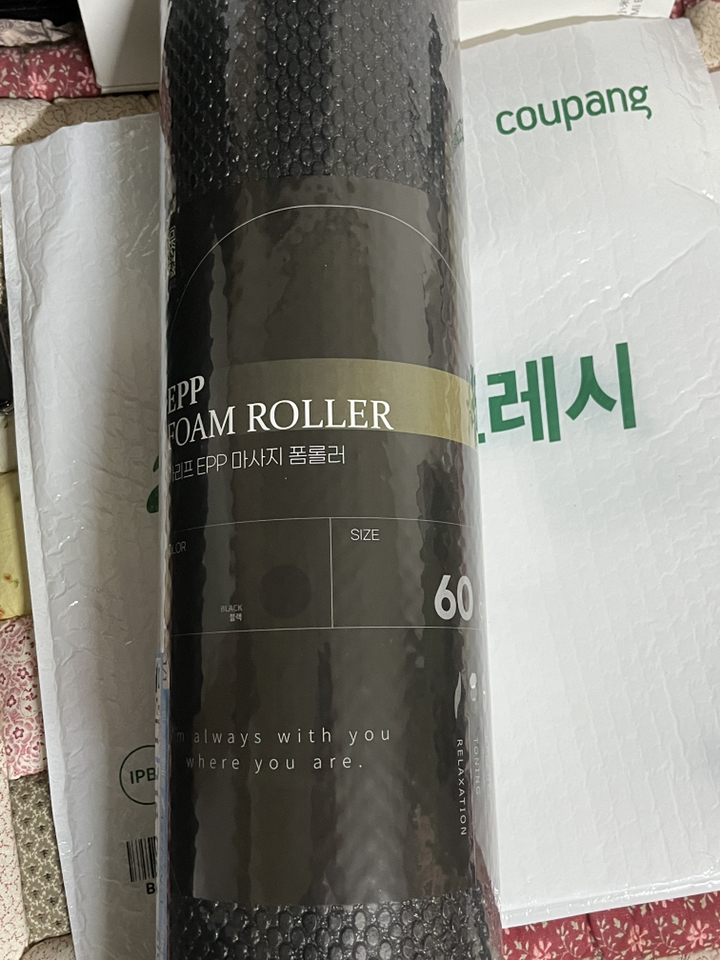 coupang
레시
EPP
FOAM ROLLER
EPP 마사지 폼롤러
SIZE
BLACK
블랙
60
always with you
where you are.
TONING
RELAXATION